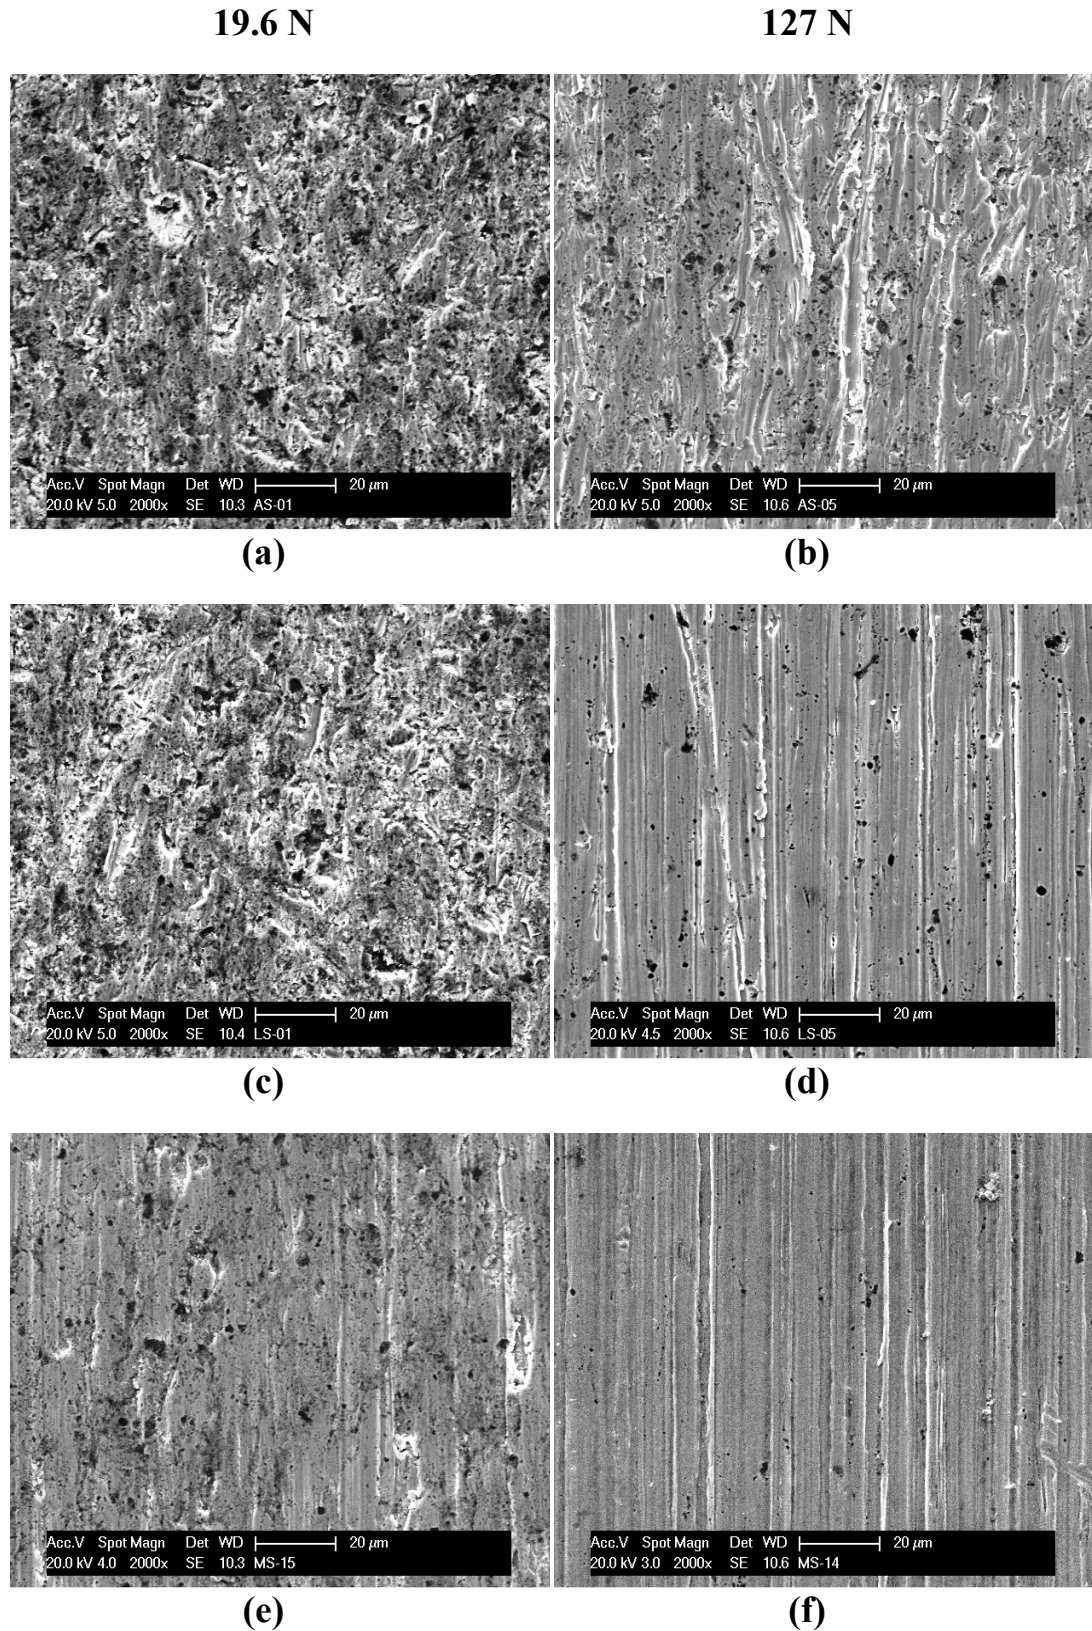 19.6 N 127 N
Acc.V Spot Magn Det WD 20 µm
20.0 kV 5.0 2000x SE 10.3 AS-01
Acc.V Spot Magn Det WD 20 µm
20.0 kV 5.0 2000x SE 10.6 AS-05
(a) (b)
Acc.V Spot Magn Det WD 20 µm
20.0 kV 5.0 2000x SE 10.4 LS-01
Acc.V Spot Magn Det WD 20 µm
20.0 kV 4.5 2000x SE 10.6 LS-05
(c) (d)
Acc.V Spot Magn Det WD 20 µm
20.0 kV 4.0 2000x SE 10.3 MS-15
Acc.V Spot Magn Det WD 20 µm
20.0 kV 3.0 2000x SE 10.6 MS-14
(e) (f)